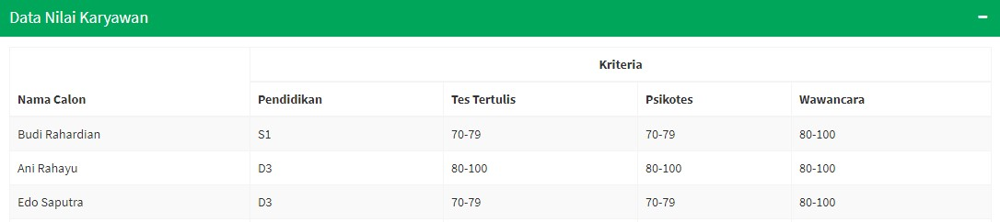 Data Nilai Karyawan
Kriteria
Nama Calon Pendidikan Tes Tertulis Psikotes Wawancara
Budi Rahardian S1 70-79 70-79 80-100
Ani Rahayu D3 80-100 80-100 80-100
Edo Saputra D3 70-79 70-79 80-100